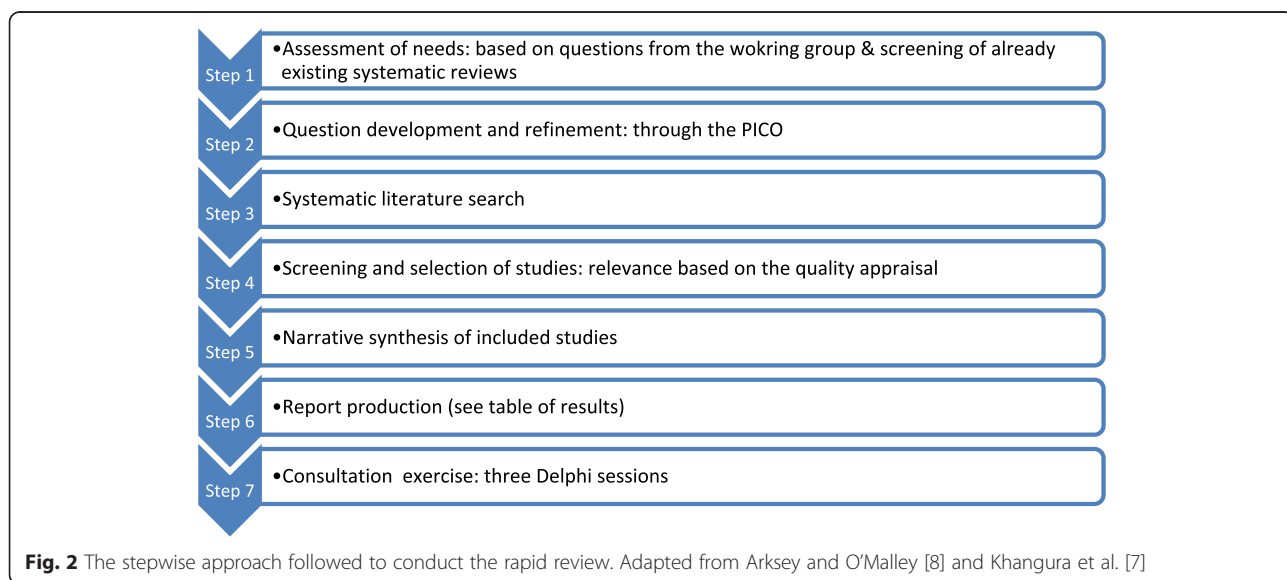 •Assessment of needs: based on questions from the wokring group & screening of already
existing systematic reviews
Step 1
•Question development and refinement: through the PICO
Step 2
•Systematic literature search
Step 3
•Screening and selection of studies: relevance based on the quality appraisal
Step 4
•Narrative synthesis of included studies
Step 5
•Report production (see table of results)
Step 6
•Consultation  exercise: three Delphi sessions
Step 7
Fig. 2 The stepwise approach followed to conduct the rapid review. Adapted from Arksey and O’Malley [8] and Khangura et al. [7]